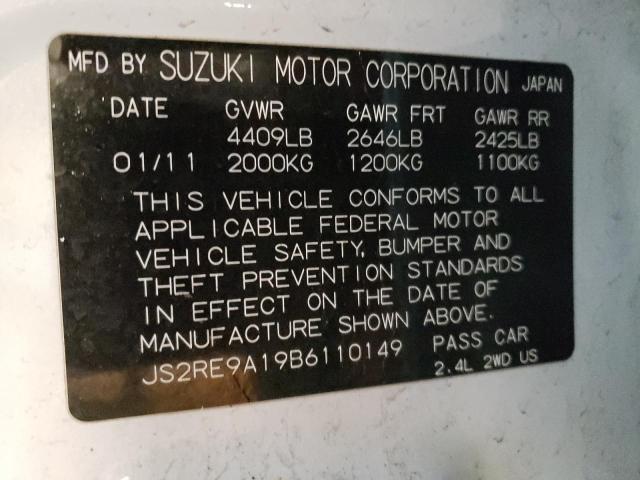 MFD BY SUZUKI MOTOR CORPORATION JAPAN
DATE GVWR GAWR FRT GAWR RR
4409LB 2646LB 2425LB
01/11 2000KG 1200KG 1100KG
THIS VEHICLE CONFORMS TO ALL
APPLICABLE FEDERAL MOTOR
VEHICLE SAFETY, BUMPER AND
THEFT PREVENTION STANDARDS
IN EFFECT ON THE DATE OF
MANUFACTURE SHOWN ABOVE.
JS2RE9A19B6110149 PASS CAR
2.4L 2WD US